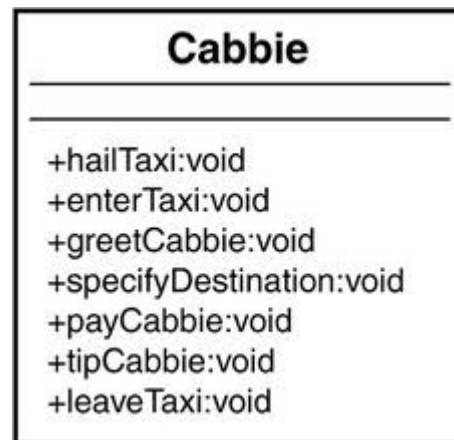 Cabbie
+hailTaxi:void
+enterTaxi:void
+greetCabbie:void
+specifyDestination:void
+payCabbie:void
+tipCabbie:void
+leaveTaxi:void